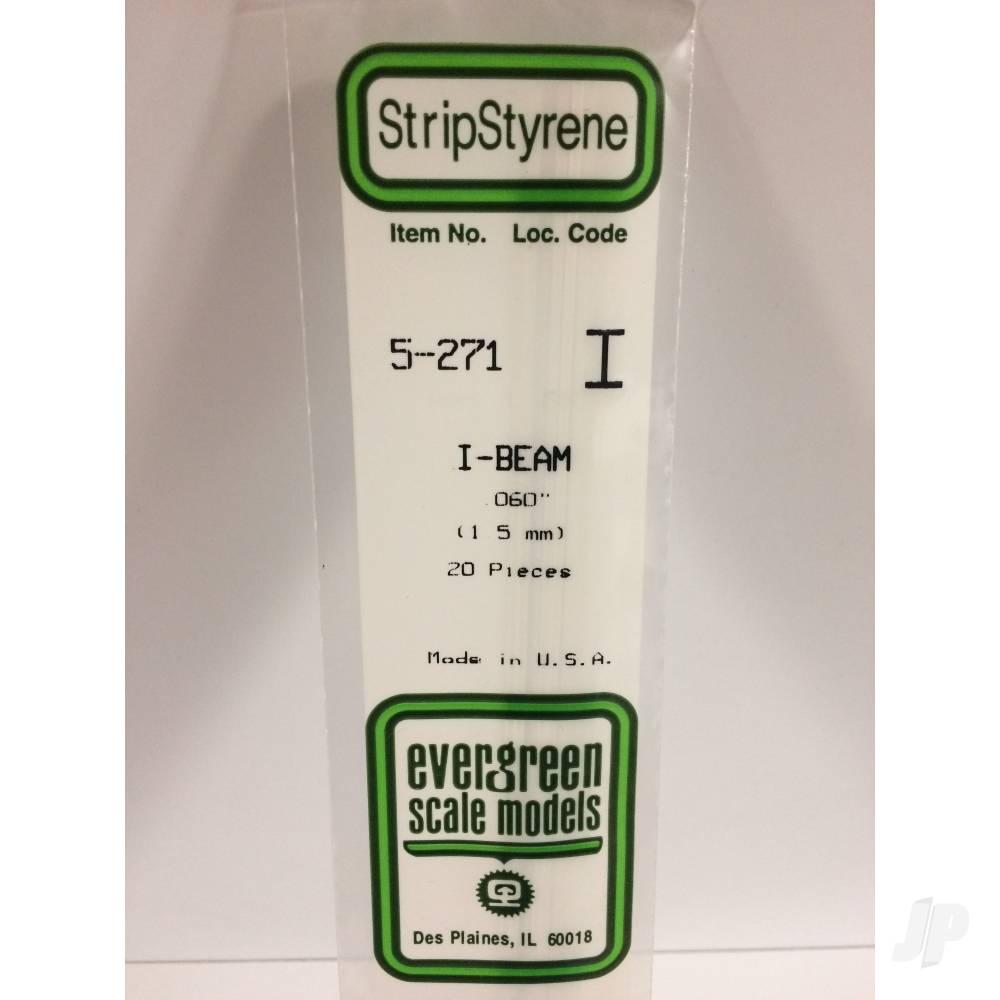 StripStyrene
Item No. Loc. Code
5-271 I
I-BEAM
.060"
(1 5 mm)
20 Pieces
Made in U.S.A.
evergreen
scale models
Des Plaines, IL 60018
JP